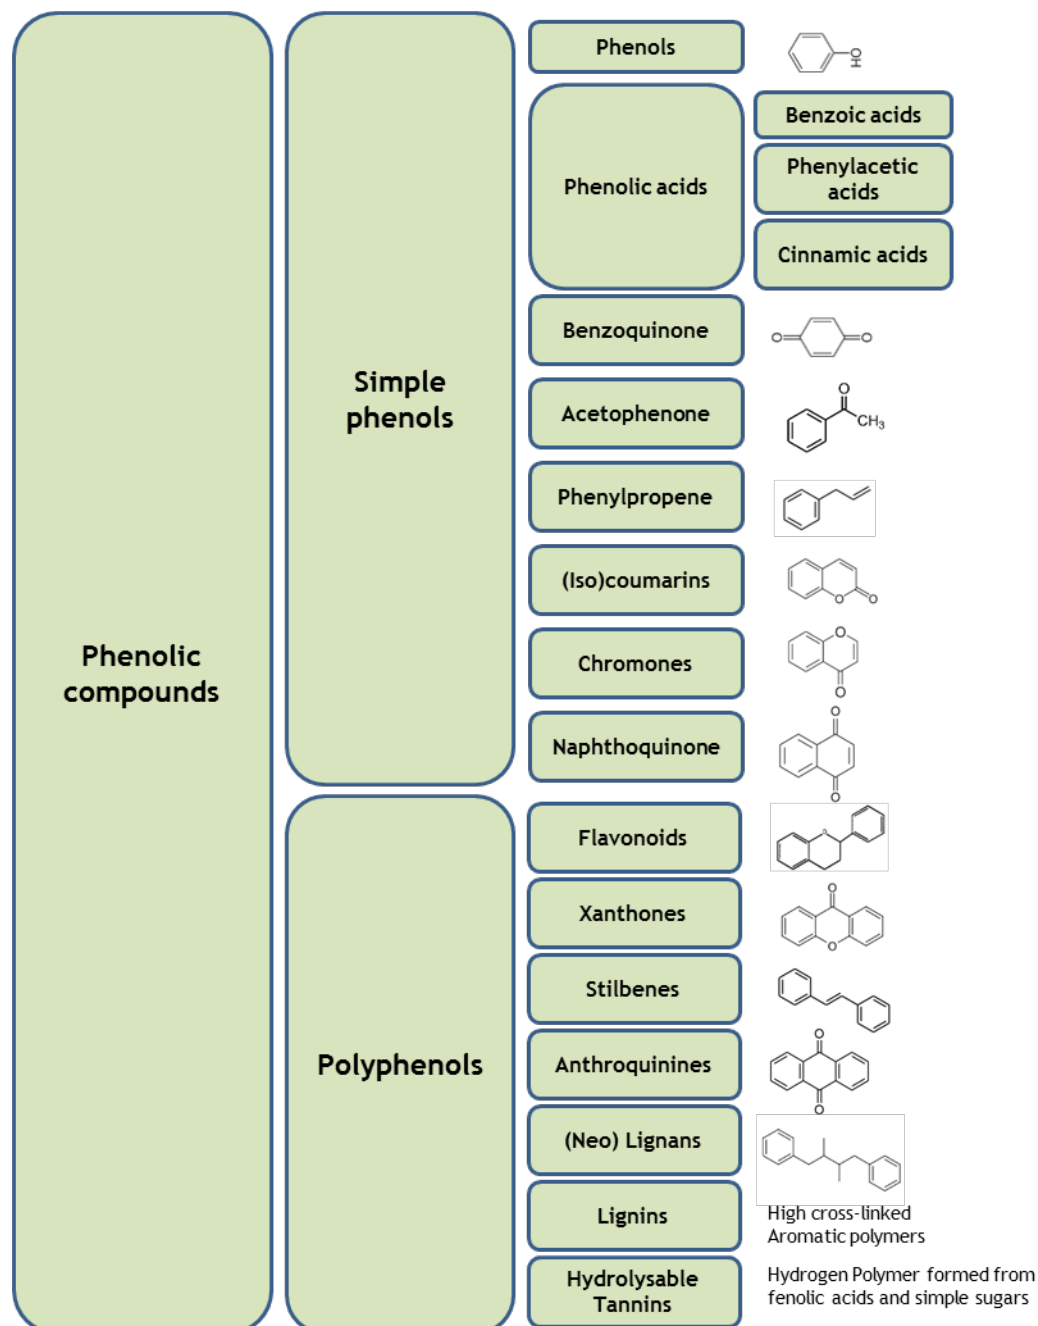 Phenolic
compounds
Simple
phenols
Phenols
OH
Phenolic acids
Benzoic acids
Phenylacetic
acids
Cinnamic acids
Benzoquinone
O
O
Acetophenone
O
CH3
Phenylpropene
(Iso)coumarins
O
O
Chromones
O
O
Naphthoquinone
O
O
Polyphenols
Flavonoids
O
Xanthones
O
O
Stilbenes
Anthroquinines
O
O
(Neo) Lignans
Lignins
High cross-linked
Aromatic polymers
Hydrolysable
Tannins
Hydrogen Polymer formed from
fenolic acids and simple sugars